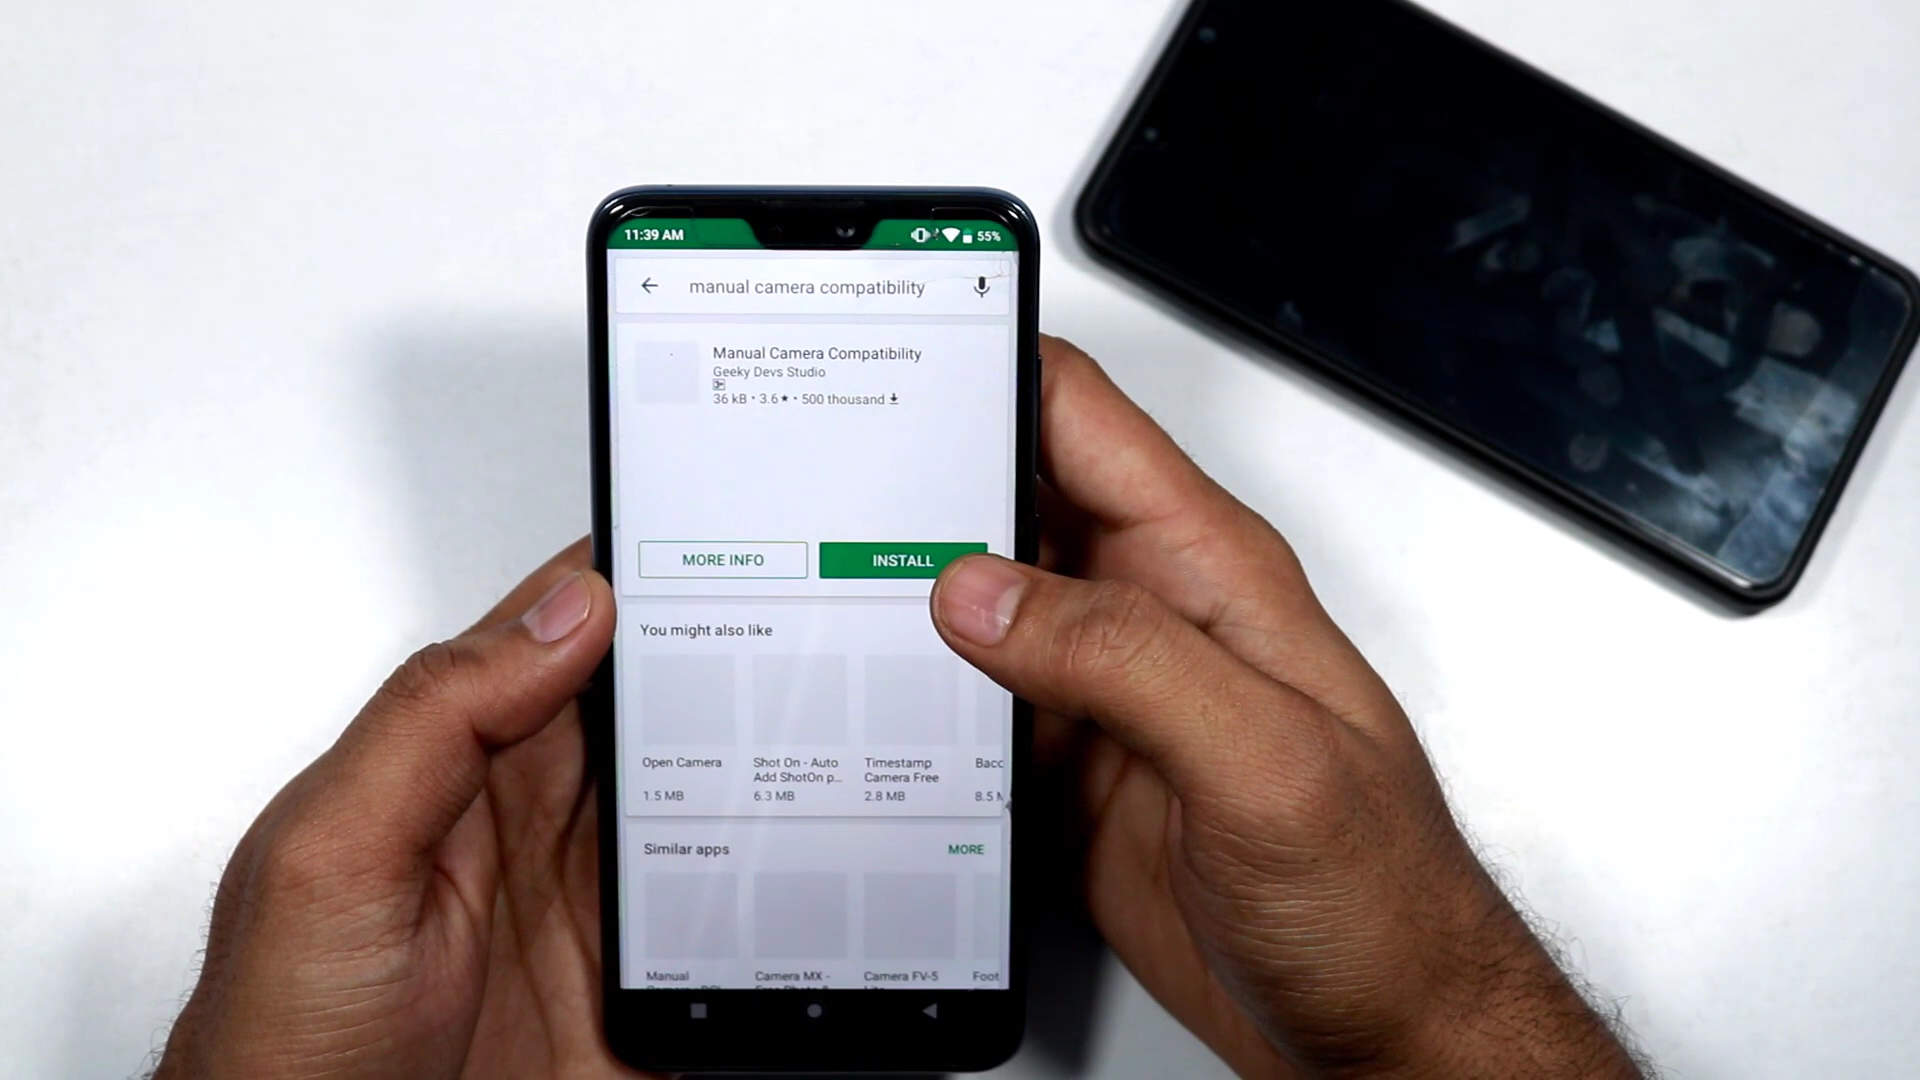 11:39 AM 55%
manual camera compatibility
Manual Camera Compatibility
Geeky Devs Studio
3+
36 kB • 3.6★ • 500 thousand
MORE INFO INSTALL
You might also like
Open Camera
1.5 MB
Shot On - Auto
Add ShotOn p...
6.3 MB
Timestamp
Camera Free
2.8 MB
Bacc
8.5 M
Similar apps MORE
Manual
Camera MX -
Camera FV-5
Foot